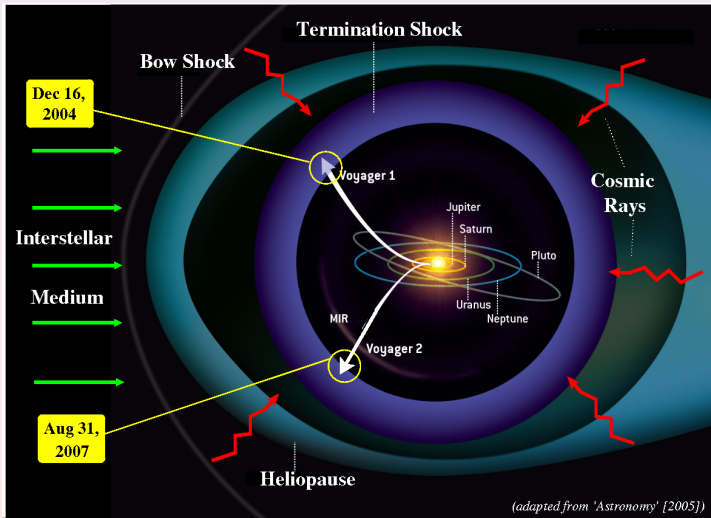 Termination Shock
Bow Shock
Dec 16,
2004
Voyager 1
Cosmic
Rays
Jupiter
Saturn
Interstellar
Pluto
Medium
Uranus
Neptune
MIR
Voyager 2
Aug 31,
2007
Heliopause
(adapted from 'Astronomy' [2005])